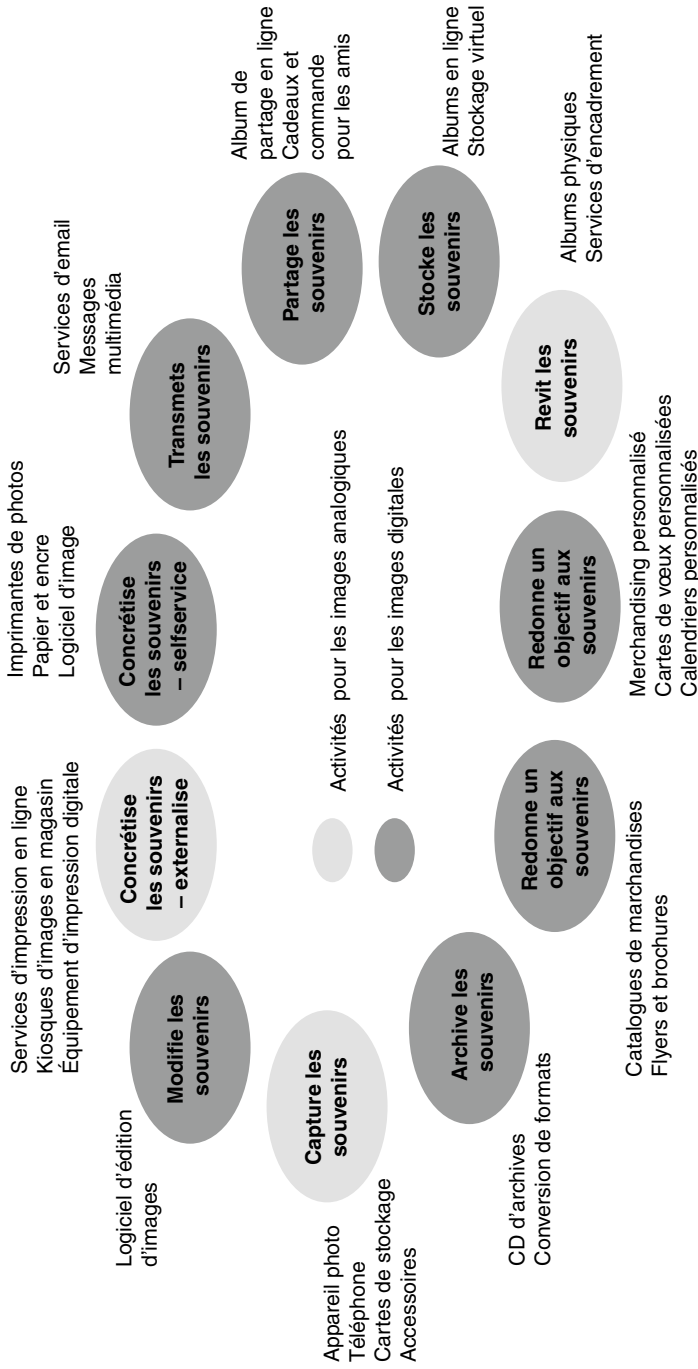 Services d'impression en ligne
Kiosques d'images en magasin
Équipement d'impression digitale
Imprimantes de photos
Papier et encre
Logiciel d'image
Services d'email
Messages
multimédia
Logiciel d'édition
d'images
Modifie les
souvenirs
Concrétise
les souvenirs
– externalise
Concrétise
les souvenirs
– selfservice
Transmets
les souvenirs
Album de
partage en ligne
Cadeaux et
commande
pour les amis
Partage les
souvenirs
Capture les
souvenirs
Appareil photo
Téléphone
Cartes de stockage
Accessoires
Activités pour les images analogiques
Activités pour les images digitales
Stocke les
souvenirs
Albums en ligne
Stockage virtuel
Archive les
souvenirs
CD d'archives
Conversion de formats
Redonne un
objectif aux
souvenirs
Catalogues de marchandises
Flyers et brochures
Redonne un
objectif aux
souvenirs
Merchandising personnalisé
Cartes de vœux personnalisées
Calendriers personnalisés
Revit les
souvenirs
Albums physiques
Services d'encadrement